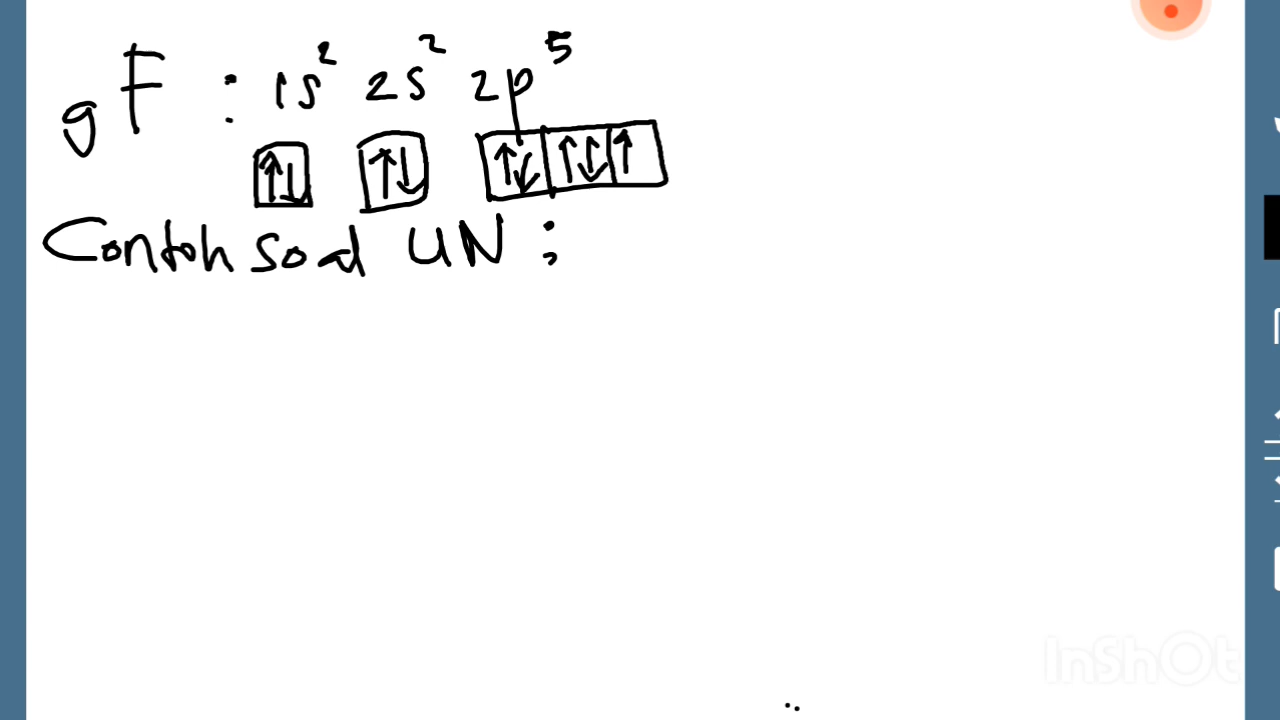 ₉F : 1s² 2s² 2p⁵
↑↓ ↑↓ ↑↓ ↑↓ ↑
Contoh soal UN :
InShOt